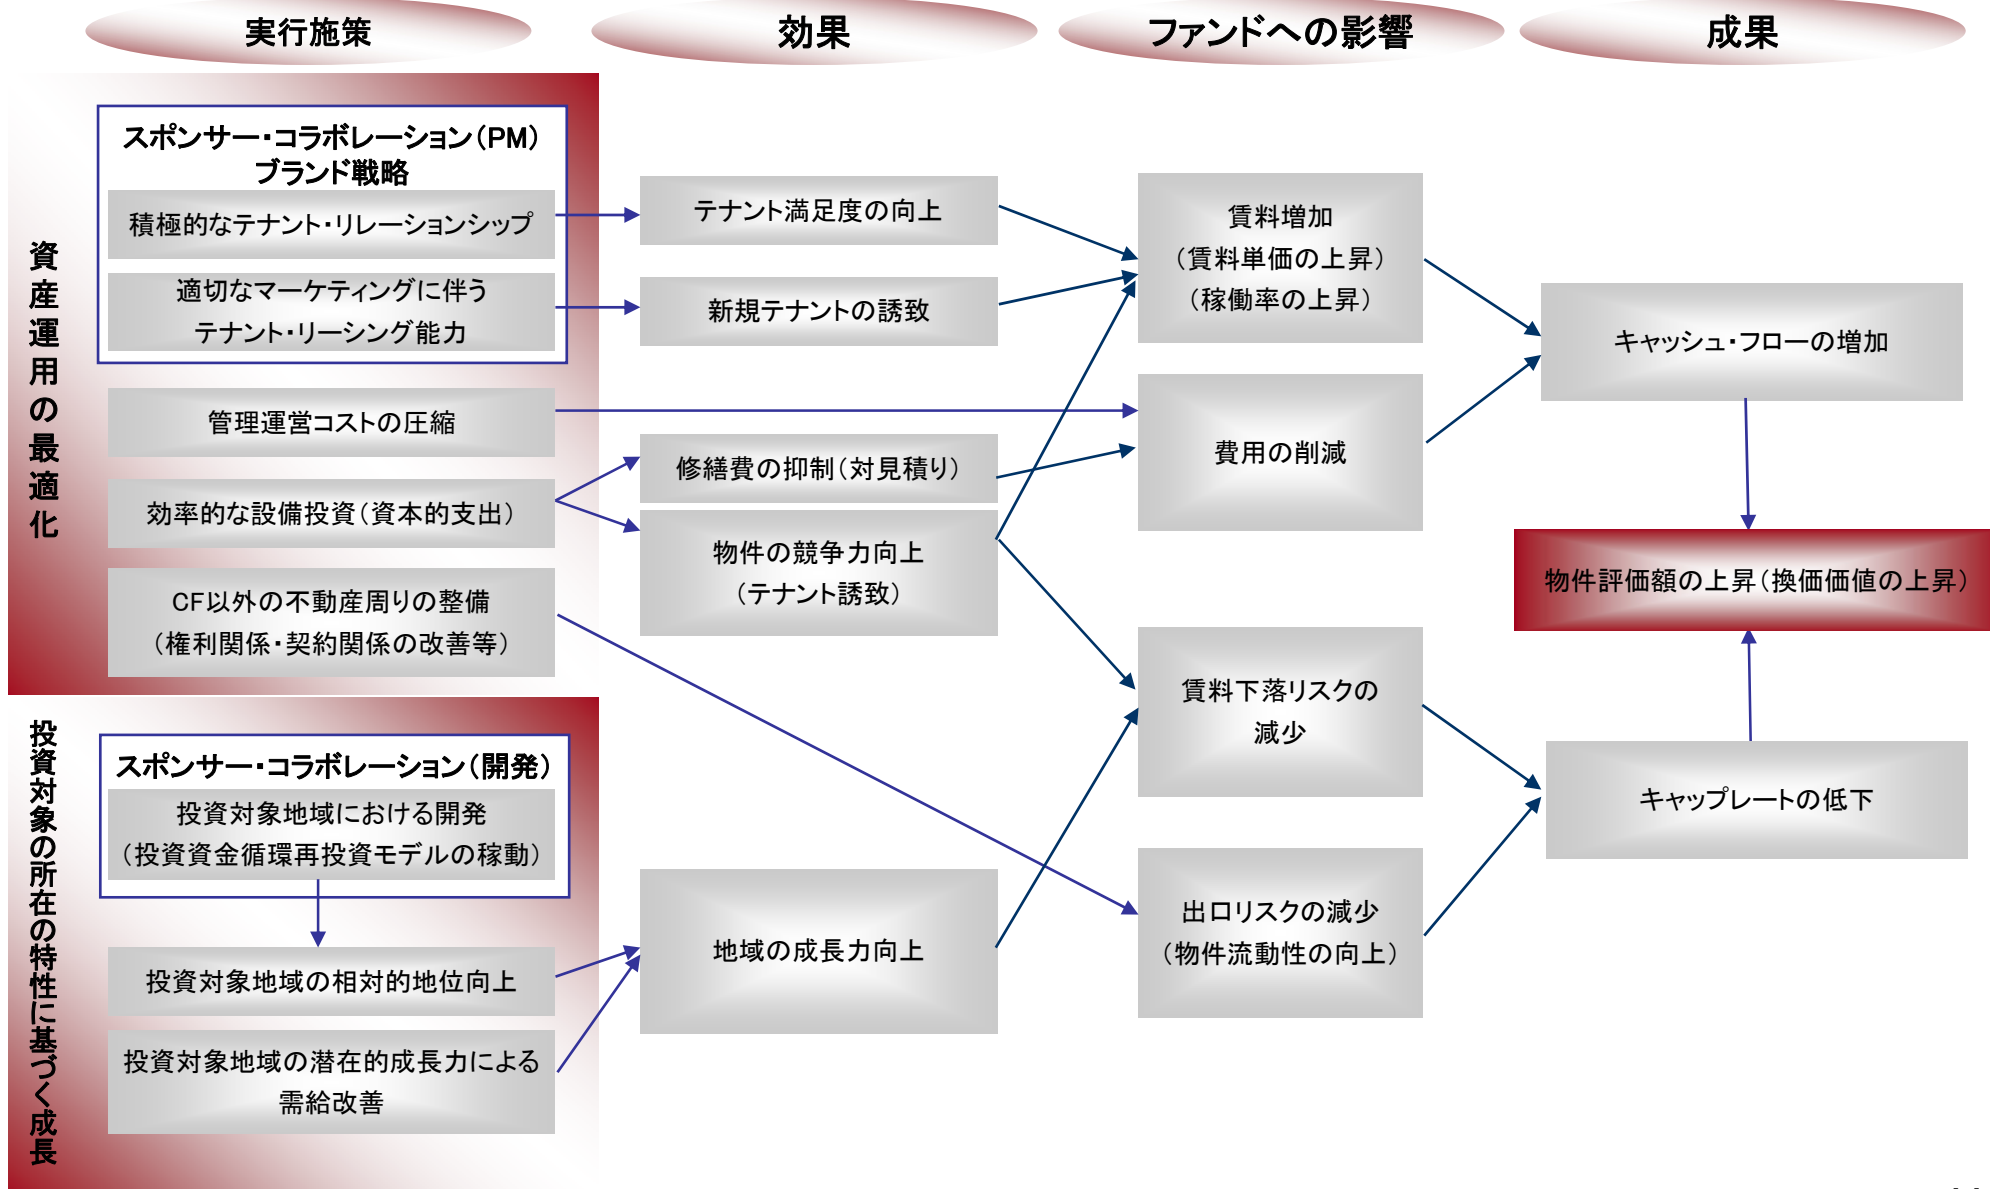 実行施策
効果
ファンドへの影響
成果
資産運用の最適化
スポンサー・コラボレーション（PM）
ブランド戦略
積極的なテナント・リレーションシップ
適切なマーケティングに伴う
テナント・リーシング能力
管理運営コストの圧縮
効率的な設備投資（資本的支出）
CF以外の不動産周りの整備
（権利関係・契約関係の改善等）
投資対象の所在の特性に基づく成長
スポンサー・コラボレーション（開発）
投資対象地域における開発
（投資資金循環再投資モデルの稼動）
投資対象地域の相対的地位向上
投資対象地域の潜在的成長力による
需給改善
テナント満足度の向上
新規テナントの誘致
修繕費の抑制（対見積り）
物件の競争力向上
（テナント誘致）
地域の成長力向上
賃料増加
（賃料単価の上昇）
（稼働率の上昇）
費用の削減
賃料下落リスクの
減少
出口リスクの減少
（物件流動性の向上）
キャッシュ・フローの増加
物件評価額の上昇（換価価値の上昇）
キャップレートの低下